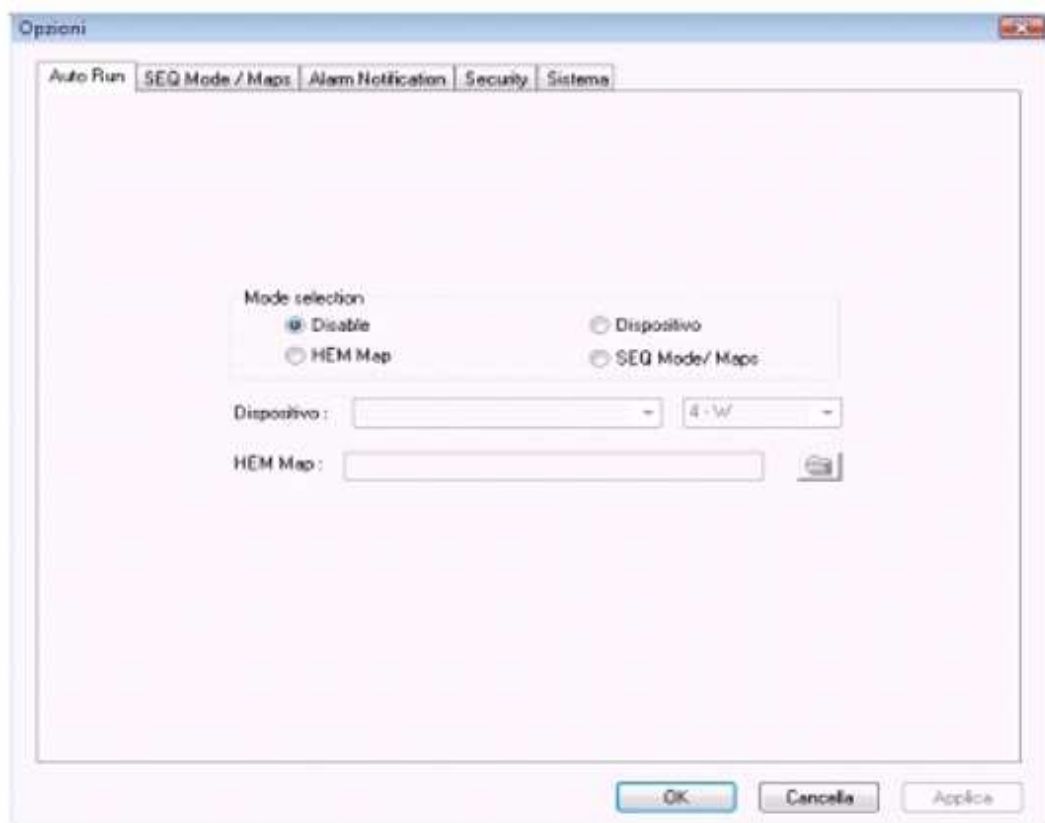 Opzioni
Auto Run SEQ Mode / Maps Alarm Notification Security Sistema
Mode selection
Disable Dispositivo
HEM Map SEQ Mode/ Maps
Dispositivo : 4 - W
HEM Map :
OK Cancella Applica